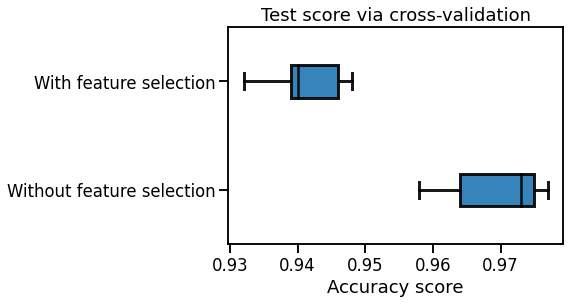 Test score via cross-validation
With feature selection
Without feature selection
0.93 0.94 0.95 0.96 0.97
Accuracy score